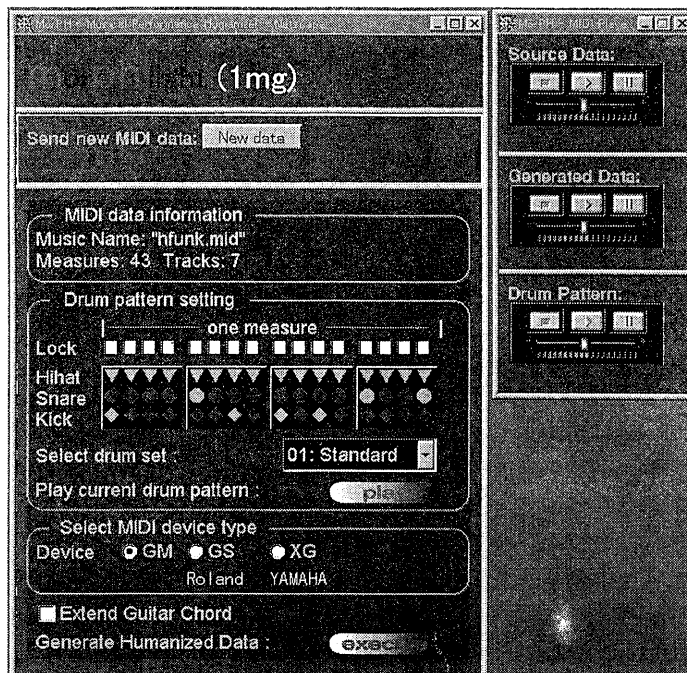 (1mg)
Send new MIDI data: New data
MIDI data information
Music Name: "hfunk.mid"
Measures: 43 Tracks: 7
Drum pattern setting
one measure
Lock
Hihat
Snare
Kick
Select drum set : 01: Standard
Play current drum pattern :
Select MIDI device type
Device GM GS XG
Roland YAMAHA
Extend Guitar Chord
Generate Humanized Data :
Source Data:
Generated Data:
Drum Pattern: